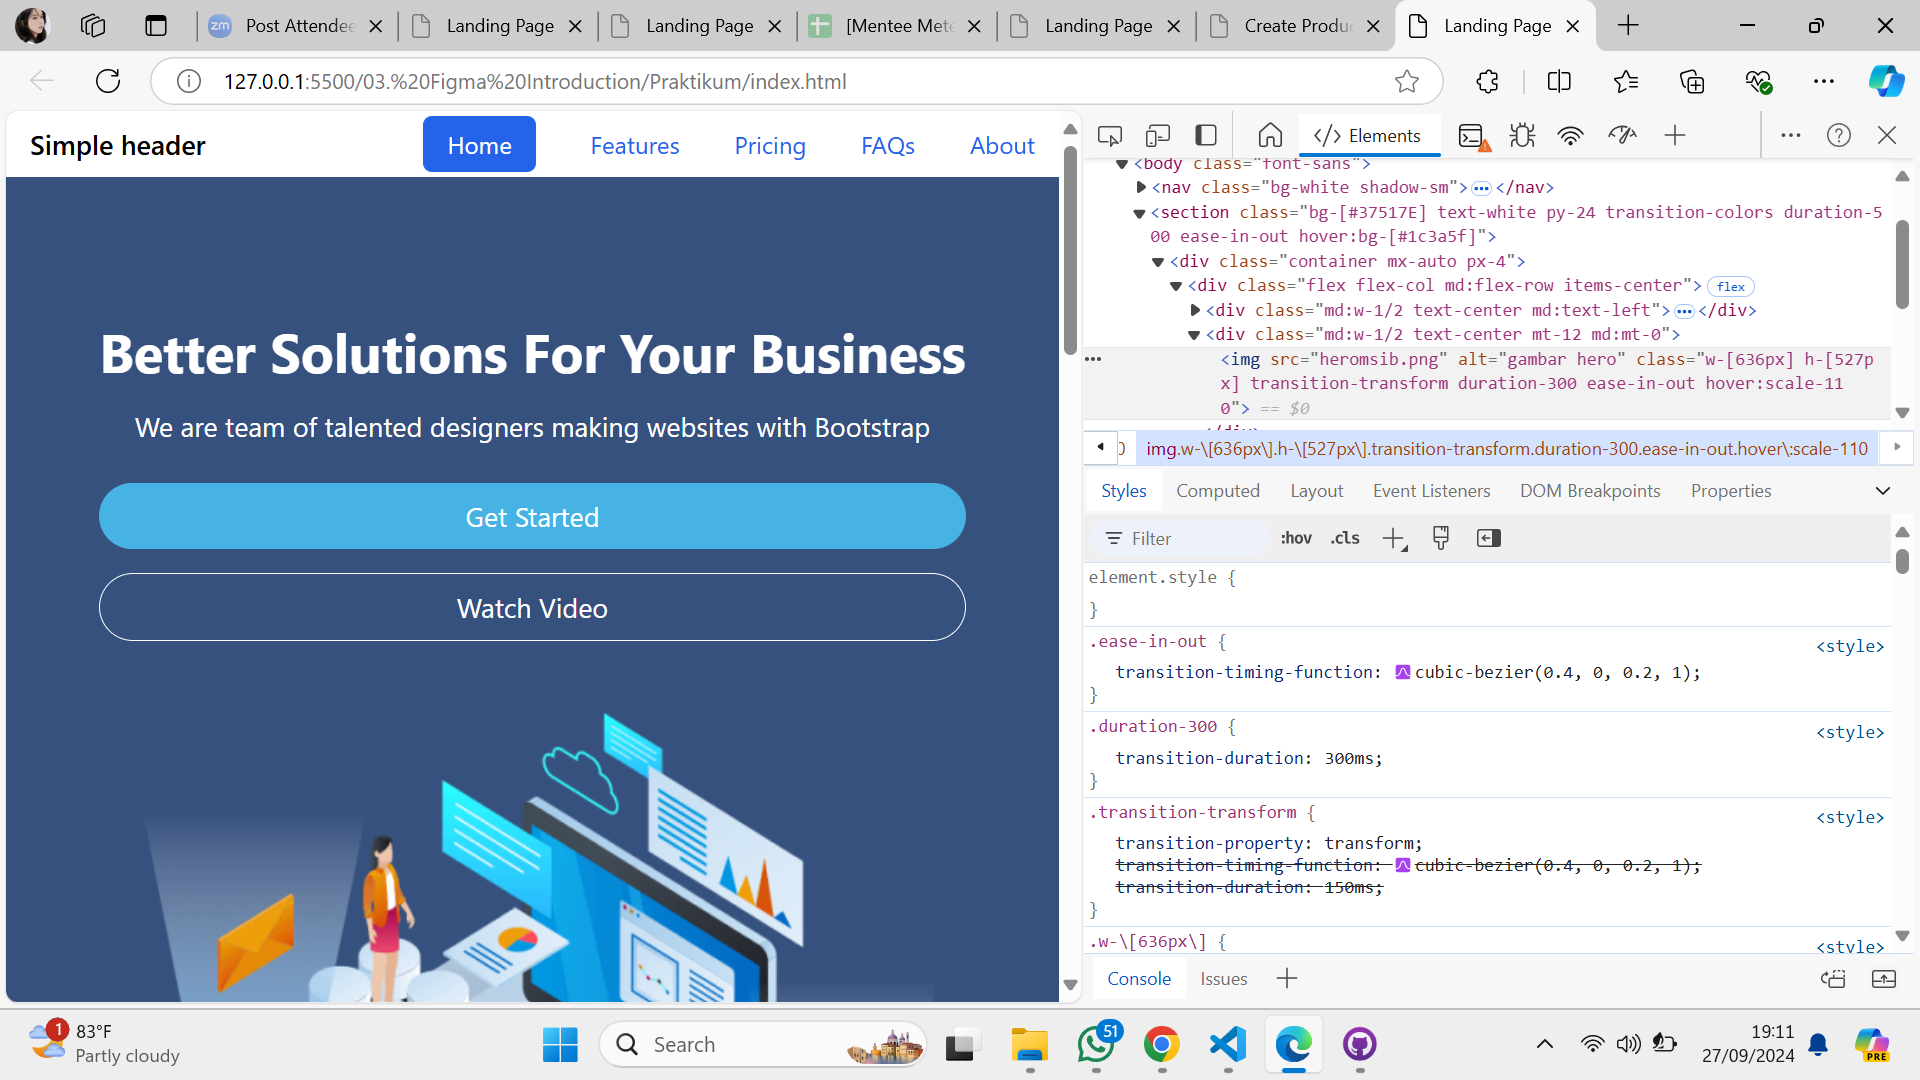 zm Post Attendee
Landing Page
Landing Page
[Mentee Mete
Landing Page
Create Produc
Landing Page
127.0.0.1:5500/03.%20Figma%20Introduction/Praktikum/index.html
Simple header
Home
Features
Pricing
FAQs
About
Better Solutions For Your Business
We are team of talented designers making websites with Bootstrap
Get Started
Watch Video
Elements
<body class="font-sans">
<nav class="bg-white shadow-sm"> ••• </nav>
<section class="bg-[#37517E] text-white py-24 transition-colors duration-5
00 ease-in-out hover:bg-[#1c3a5f]">
<div class="container mx-auto px-4">
<div class="flex flex-col md:flex-row items-center"> flex
<div class="md:w-1/2 text-center md:text-left"> ••• </div>
<div class="md:w-1/2 text-center mt-12 md:mt-0">
<img src="heromsib.png" alt="gambar hero" class="w-[636px] h-[527p
x] transition-transform duration-300 ease-in-out hover:scale-11
0"> == $0
0
img.w-\[636px\].h-\[527px\].transition-transform.duration-300.ease-in-out.hover\:scale-110
Styles
Computed
Layout
Event Listeners
DOM Breakpoints
Properties
Filter
:hov
.cls
element.style {
}
.ease-in-out {
<style>
transition-timing-function: cubic-bezier(0.4, 0, 0.2, 1);
}
.duration-300 {
<style>
transition-duration: 300ms;
}
.transition-transform {
<style>
transition-property: transform;
transition-timing-function: cubic-bezier(0.4, 0, 0.2, 1);
transition-duration: 150ms;
}
.w-\[636px\] {
<style>
Console
Issues
1
83°F
Partly cloudy
Search
51
PRE
19:11
27/09/2024